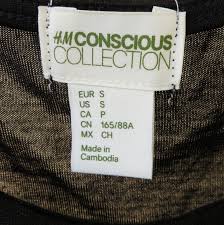 H&M CONSCIOUS
COLLECTION
EUR S
US S
CA P
CN 165/88A
MX CH
Made in
Cambodia